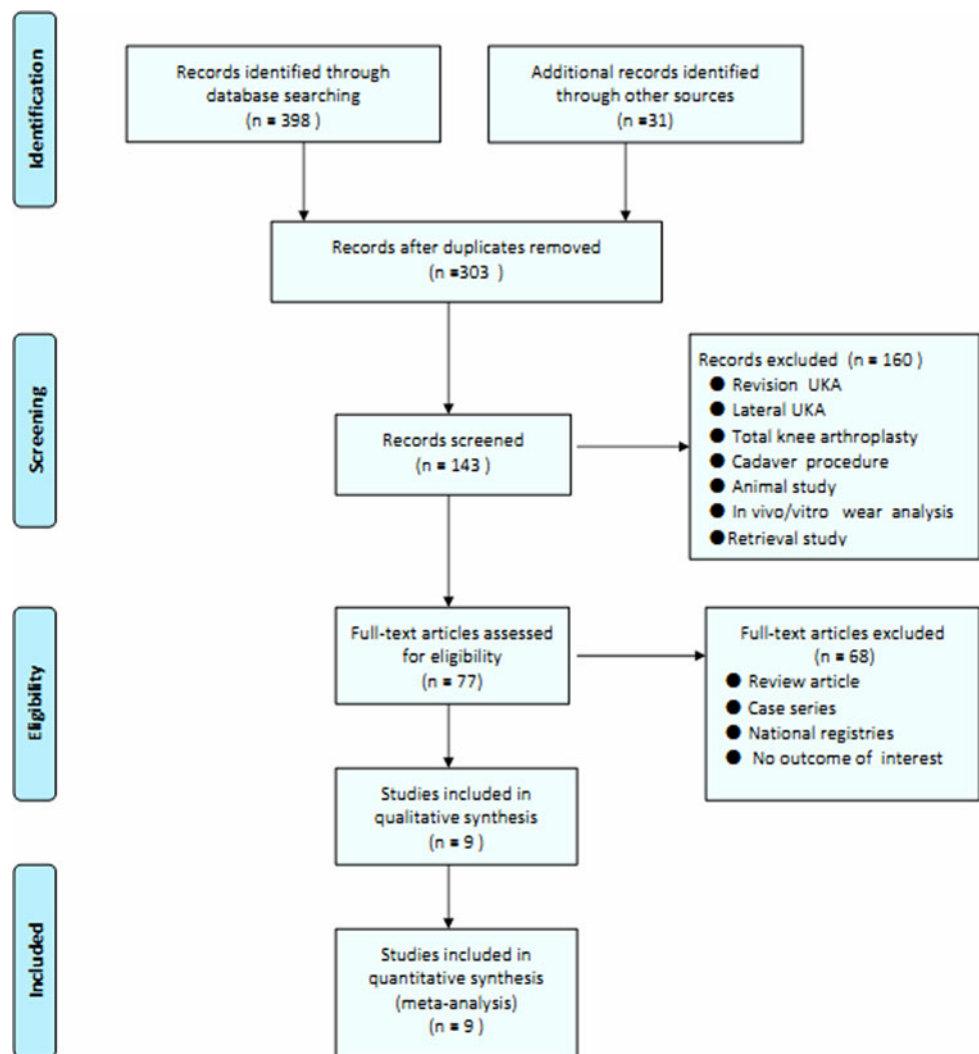 Identification
Records identified through
database searching
(n = 398 )
Additional records identified
through other sources
(n =31)
Records after duplicates removed
(n =303 )
Screening
Records screened
(n = 143 )
Records excluded (n = 160 )
● Revision UKA
● Lateral UKA
● Total knee arthroplasty
● Cadaver procedure
● Animal study
● In vivo/vitro wear analysis
● Retrieval study
Eligibility
Full-text articles assessed
for eligibility
(n = 77)
Full-text articles excluded
(n = 68)
● Review article
● Case series
● National registries
● No outcome of interest
Studies included in
qualitative synthesis
(n = 9 )
Included
Studies included in
quantitative synthesis
(meta-analysis)
(n = 9 )